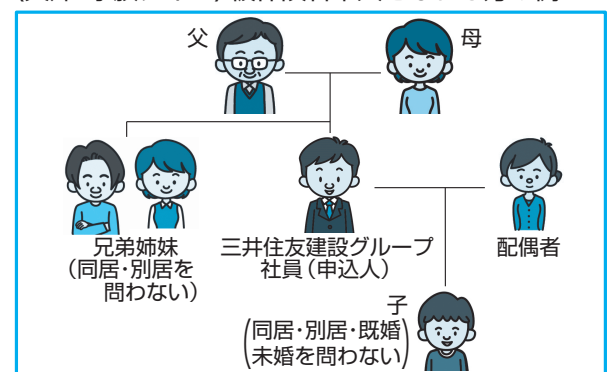 父
母
兄弟姉妹
(同居・別居を
問わない)
三井住友建設グループ
社員(申込人)
配偶者
子
(同居・別居・既婚
未婚を問わない)